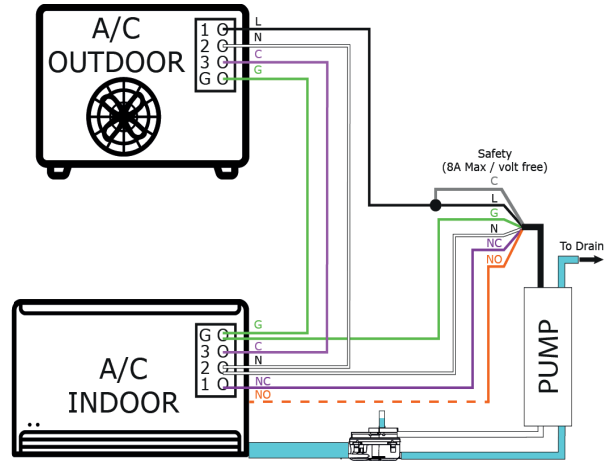 A/C
OUTDOOR
1
2
3
G
L
N
C
G
Safety
(8A Max / volt free)
C
L
G
N
NC
NO
To Drain
PUMP
A/C
INDOOR
G
3
2
1
G
C
N
NC
NO